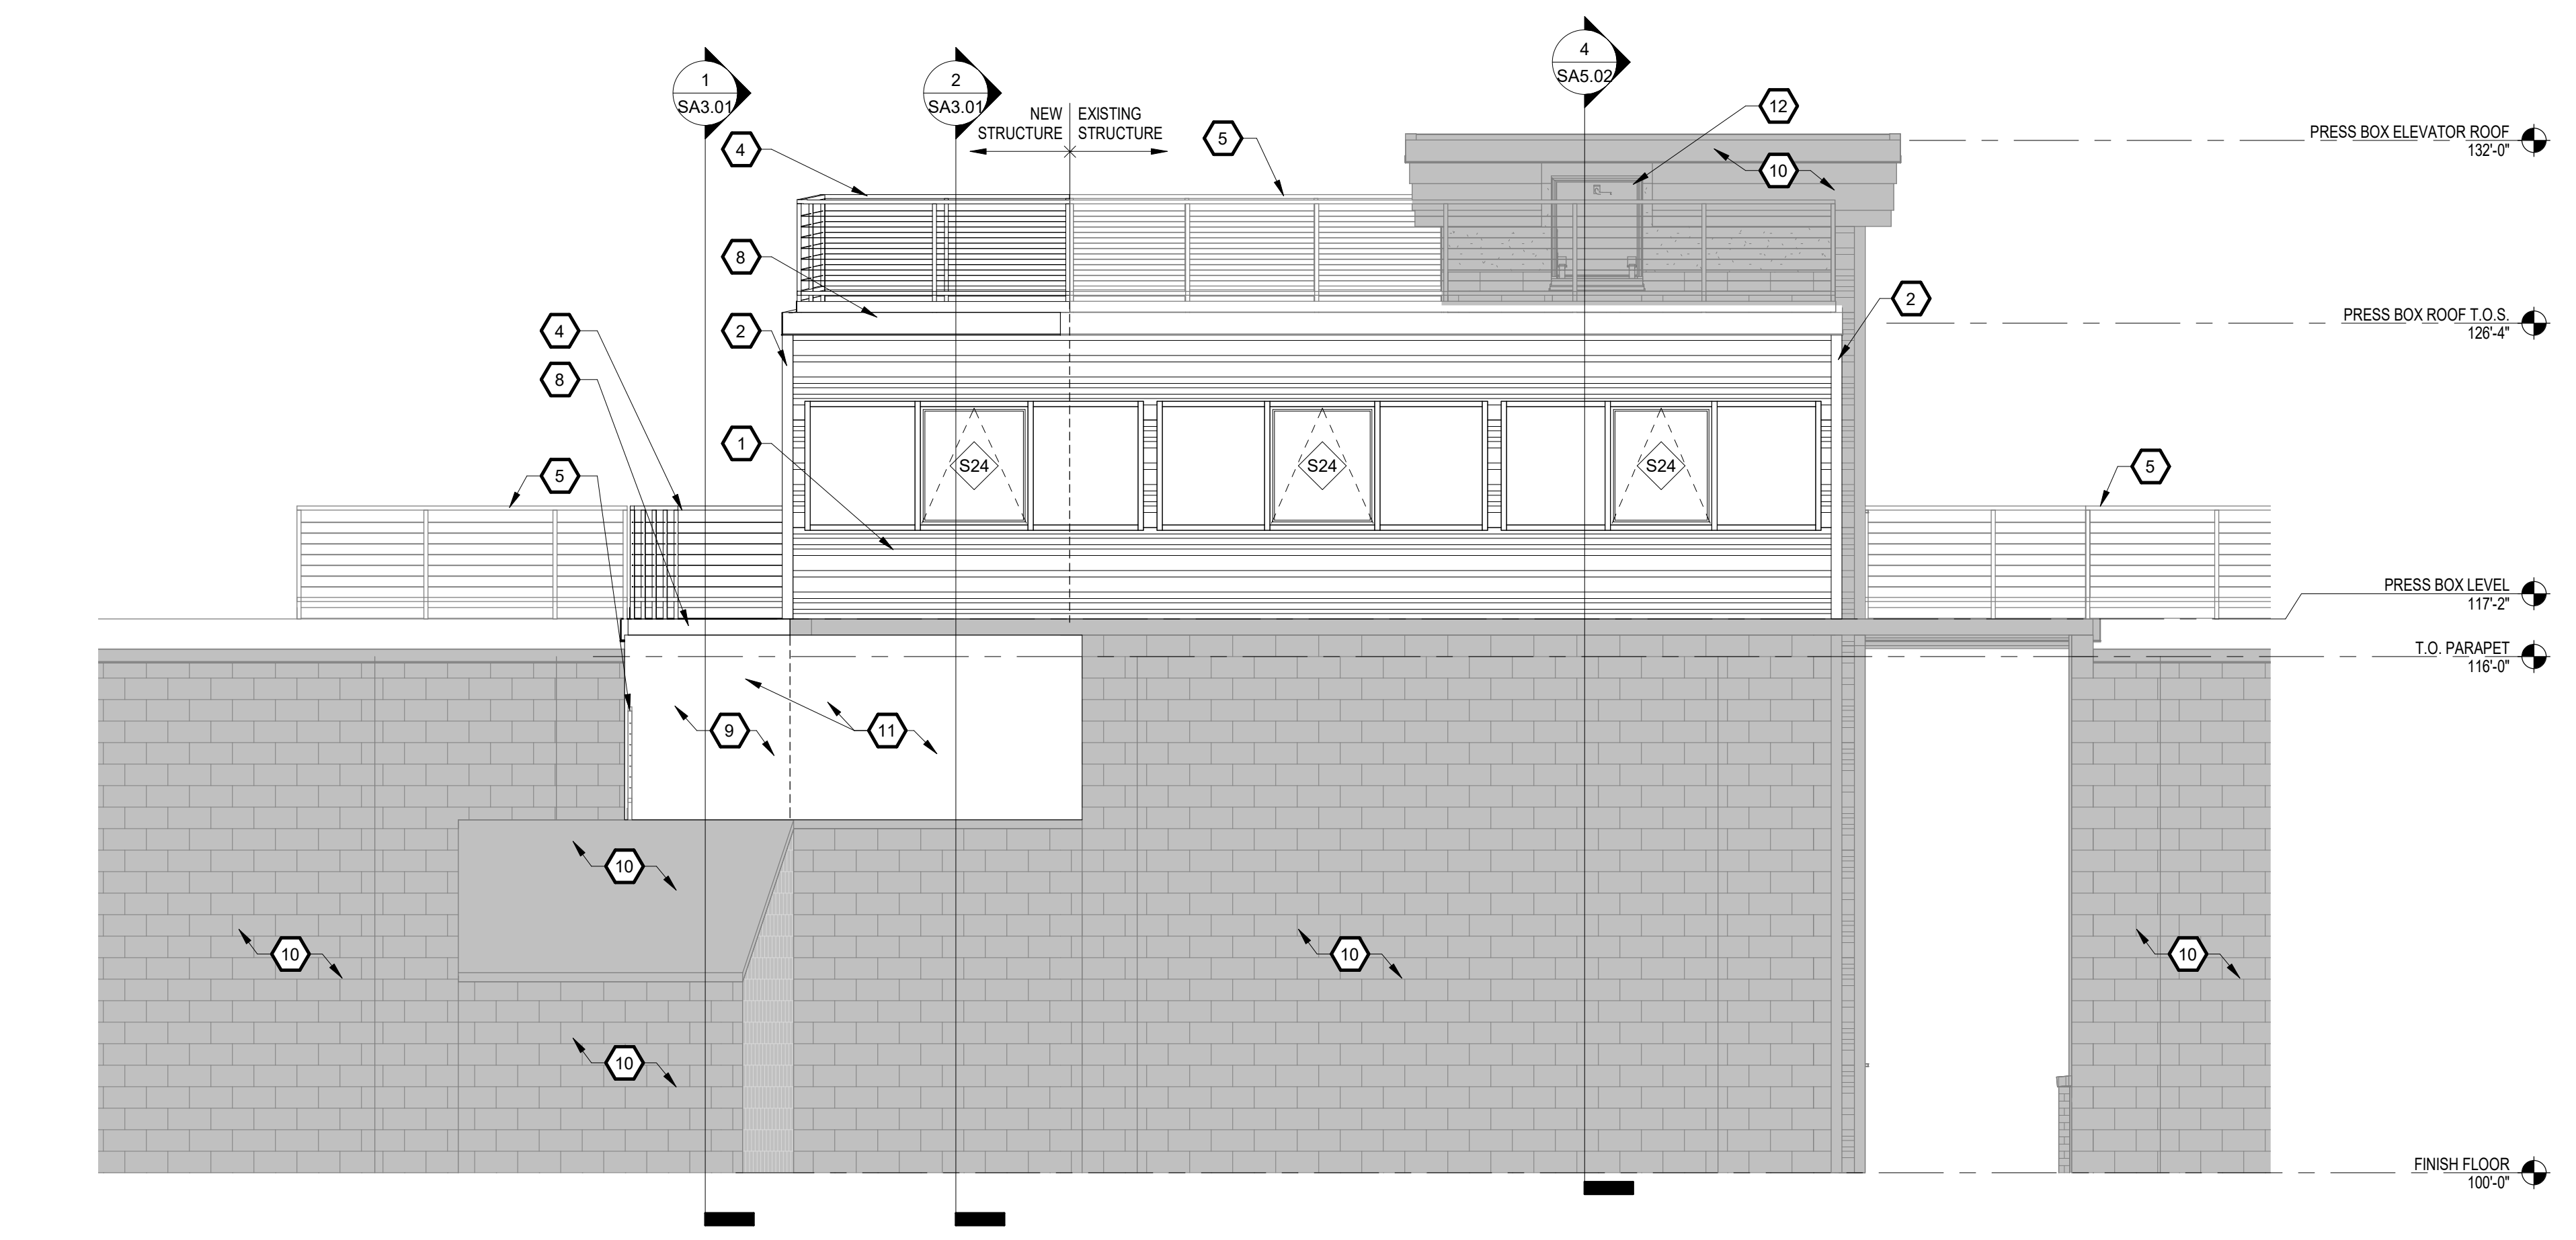 4
SA5.02
1
SA3.01
2
SA3.01
12
NEW
STRUCTURE
EXISTING
STRUCTURE
5
4
PRESS BOX ELEVATOR ROOF
132'-0"
10
8
2
PRESS BOX ROOF T.O.S.
126'-4"
4
2
8
1
S24
S24
S24
5
5
PRESS BOX LEVEL
117'-2"
T.O. PARAPET
116'-0"
9
11
10
10
10
10
10
FINISH FLOOR
100'-0"